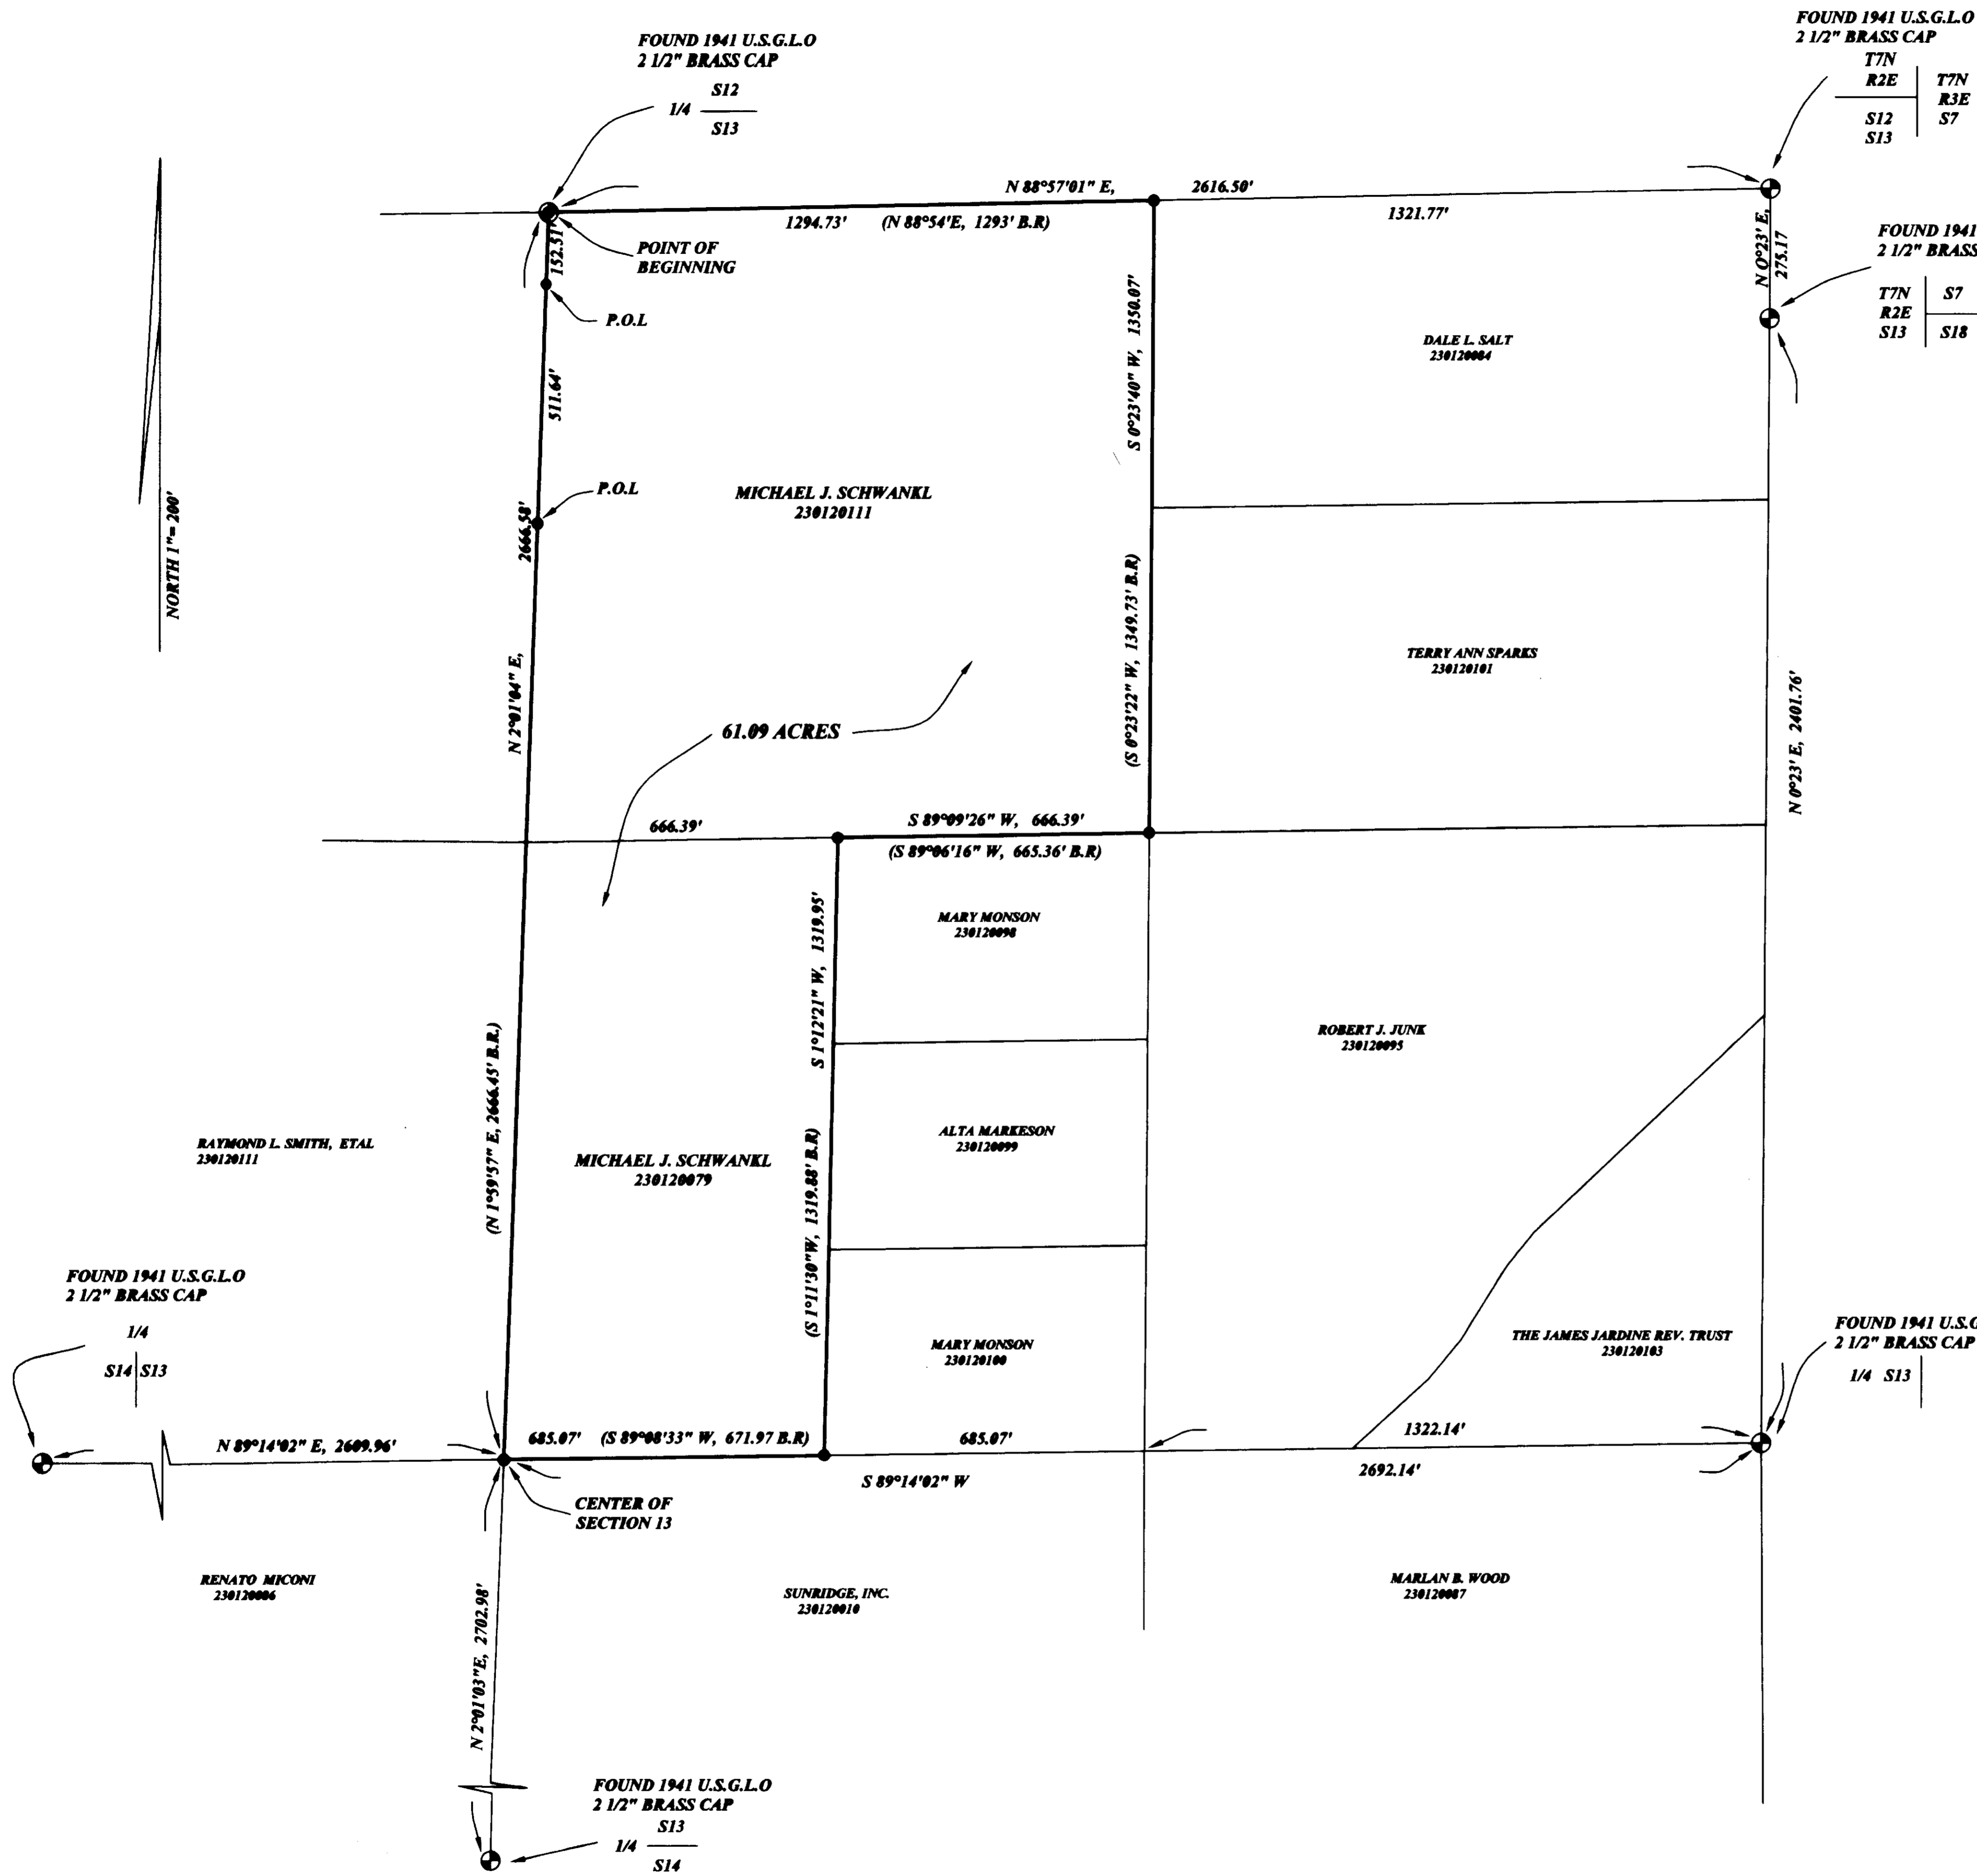 FOUND 1941 U.S.G.L.O
2 1/2" BRASS CAP
S12
1/4
S13
FOUND 1941 U.S.G.L.O
2 1/2" BRASS CAP
T7N
R2E
T7N
R3E
S12
S7
S13
N 88°57'01" E,
2616.50'
1294.73'
(N 88°54'E, 1293' B.R)
1321.77'
152.51'
POINT OF
BEGINNING
P.O.L
N 0°23' E,
275.17
FOUND 1941
2 1/2" BRASS
T7N
S7
R2E
S13
S18
NORTH 1"= 200'
511.64'
P.O.L
2666.58'
N 2°01'04" E,
(N 1°59'57" E, 2666.45' B.R.)
MICHAEL J. SCHWANKL
230120111
S 0°23'40" W, 1350.07'
(S 0°23'22" W, 1349.73' B.R)
DALE L. SALT
230120084
TERRY ANN SPARKS
230120101
N 0°23' E, 2401.76'
61.09 ACRES
666.39'
S 89°09'26" W, 666.39'
(S 89°06'16" W, 665.36' B.R)
S 1°12'21" W, 1319.95'
(S 1°11'30"W, 1319.88' B.R)
MARY MONSON
230120098
ROBERT J. JUNK
230120095
ALTA MARKESON
230120099
RAYMOND L. SMITH, ETAL
230120111
MICHAEL J. SCHWANKL
230120079
MARY MONSON
230120100
THE JAMES JARDINE REV. TRUST
230120103
FOUND 1941 U.S.G.L.O
2 1/2" BRASS CAP
1/4
S14 S13
FOUND 1941 U.S.G
2 1/2" BRASS CAP
1/4 S13
N 89°14'02" E, 2609.96'
685.07'
(S 89°08'33" W, 671.97 B.R)
685.07'
1322.14'
S 89°14'02" W
2692.14'
CENTER OF
SECTION 13
RENATO MICONI
230120086
SUNRIDGE, INC.
230120010
MARLAN B. WOOD
230120087
N 2°01'03"E, 2702.98'
FOUND 1941 U.S.G.L.O
2 1/2" BRASS CAP
S13
1/4
S14